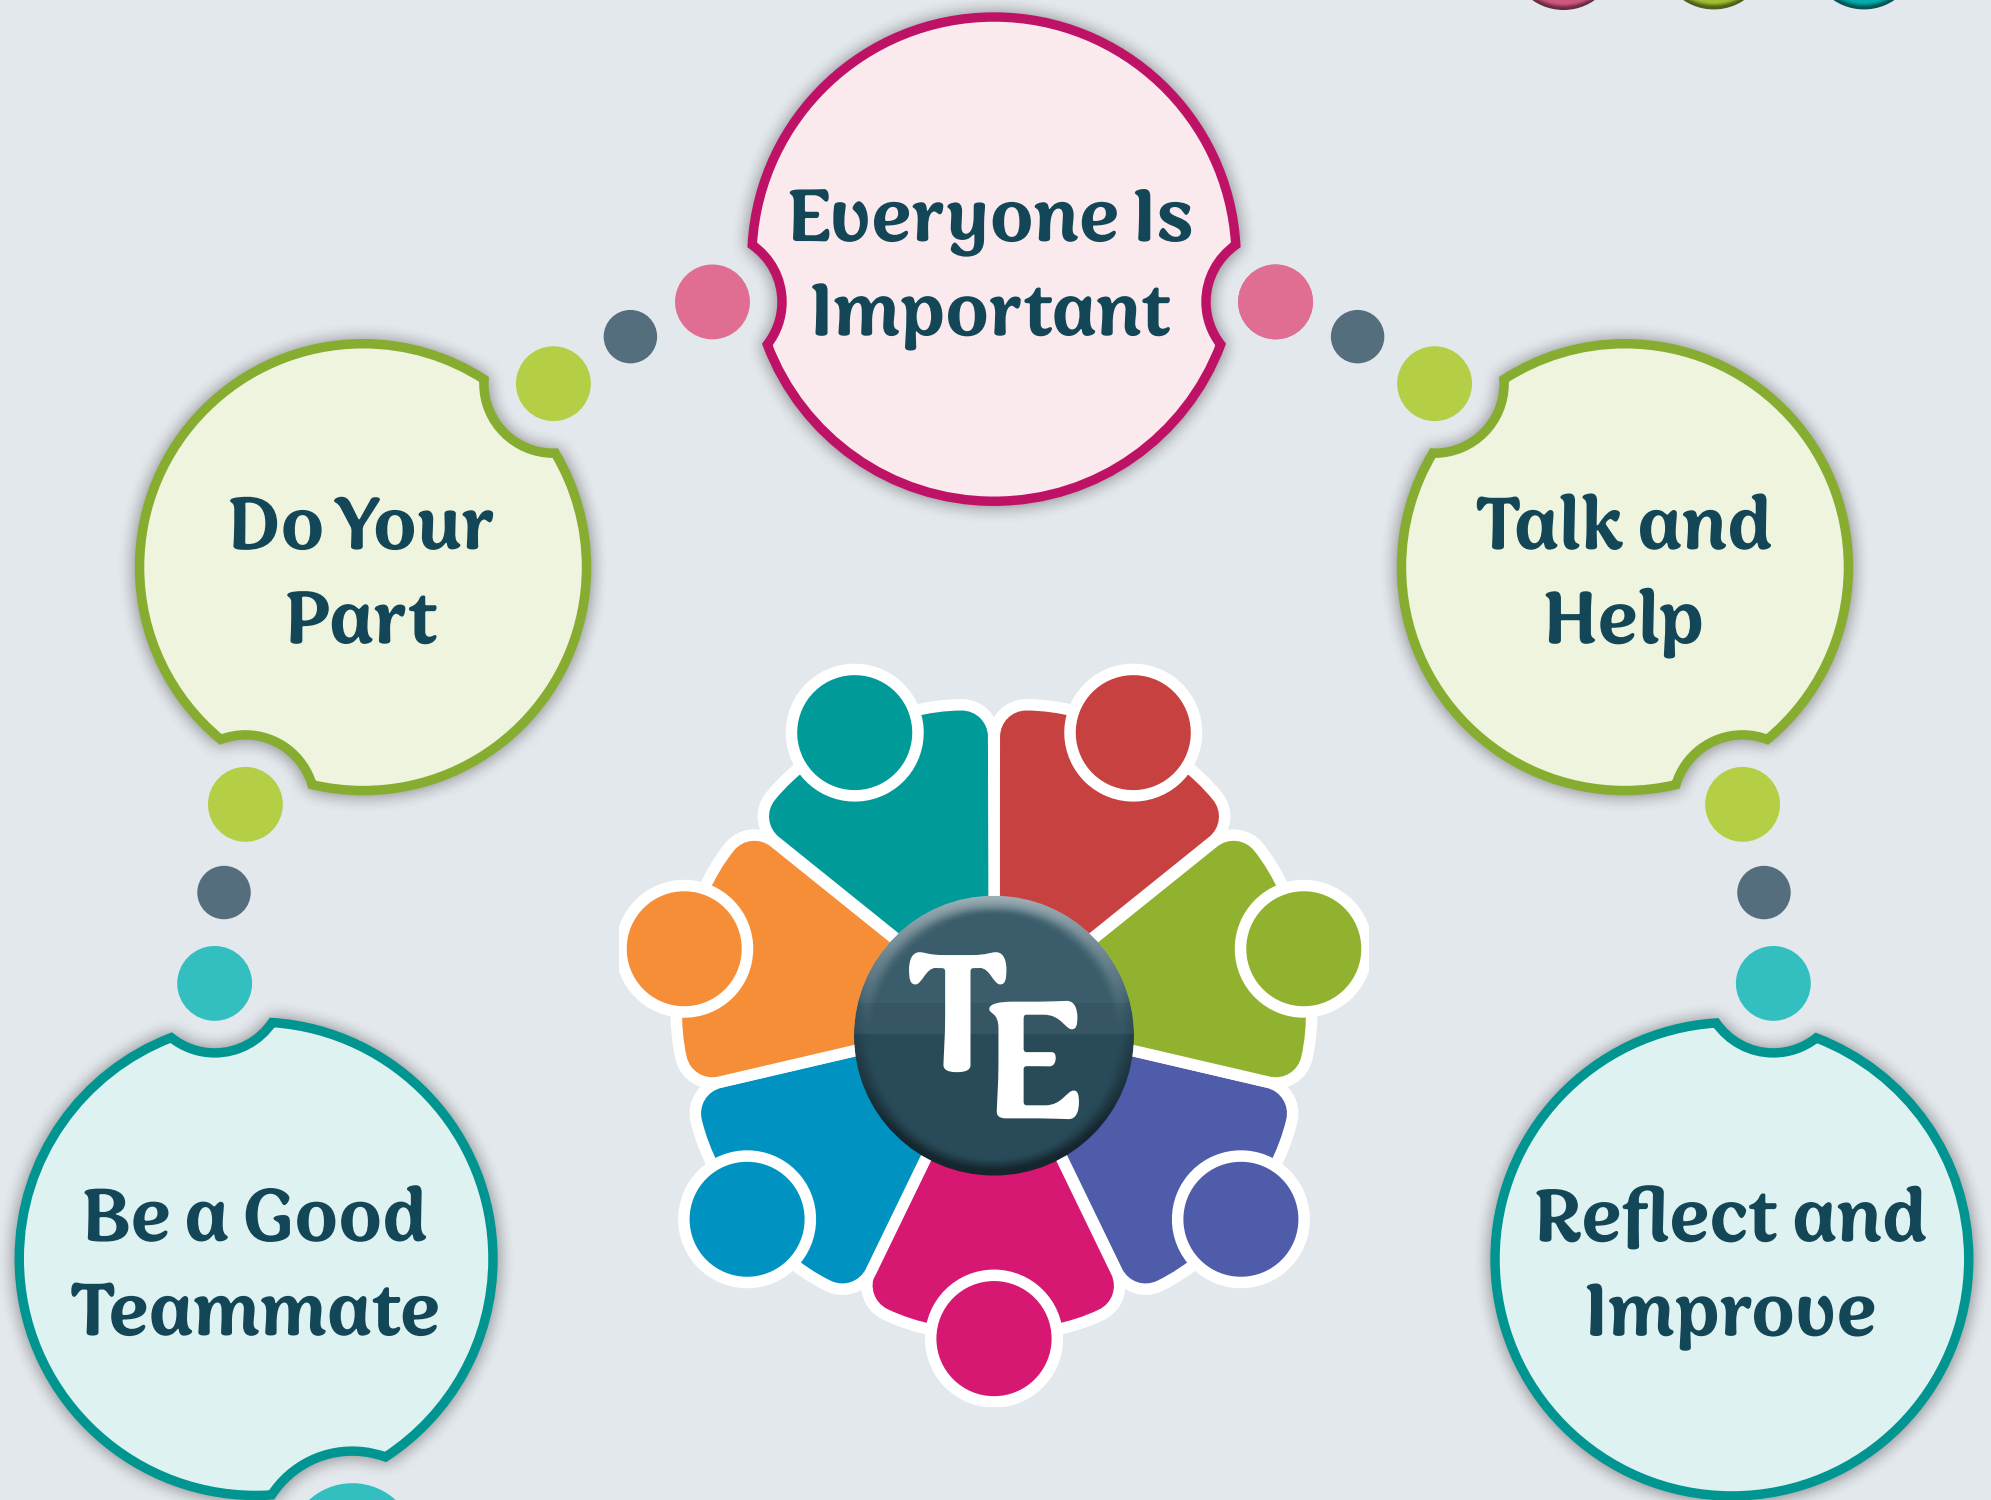 Everyone Is
Important
Do Your
Part
Talk and
Help
TE
Be a Good
Teammate
Reflect and
Improve